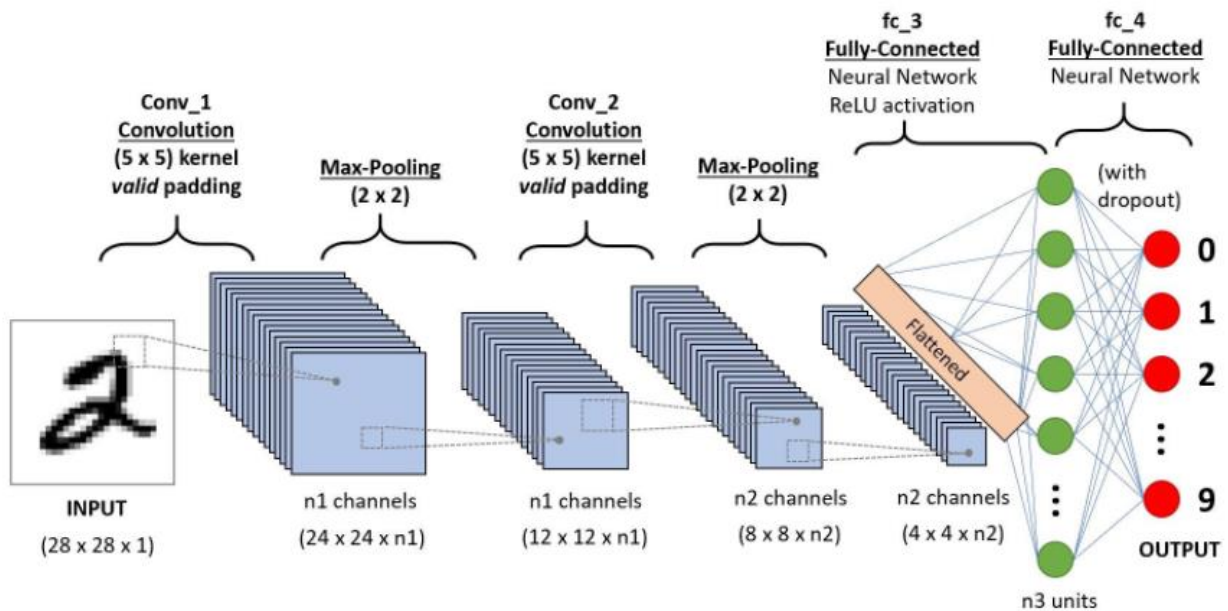 Conv_1
Convolution
(5 x 5) kernel
valid padding
Max-Pooling
(2 x 2)
Conv_2
Convolution
(5 x 5) kernel
valid padding
Max-Pooling
(2 x 2)
fc_3
Fully-Connected
Neural Network
ReLU activation
fc_4
Fully-Connected
Neural Network
(with
dropout)
Flattened
0
1
2
9
OUTPUT
2
INPUT
(28 x 28 x 1)
n1 channels
(24 x 24 x n1)
n1 channels
(12 x 12 x n1)
n2 channels
(8 x 8 x n2)
n2 channels
(4 x 4 x n2)
n3 units